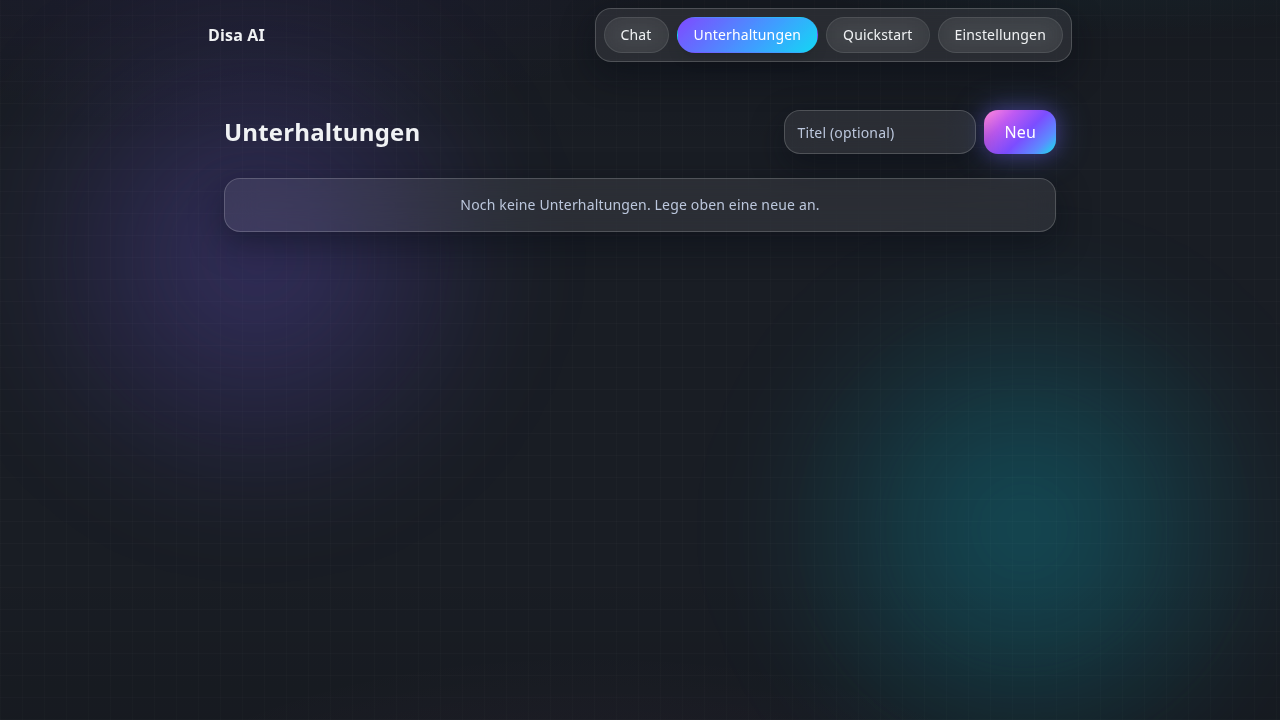 Disa AI
Chat
Unterhaltungen
Quickstart
Einstellungen
Unterhaltungen
Titel (optional)
Neu
Noch keine Unterhaltungen. Lege oben eine neue an.